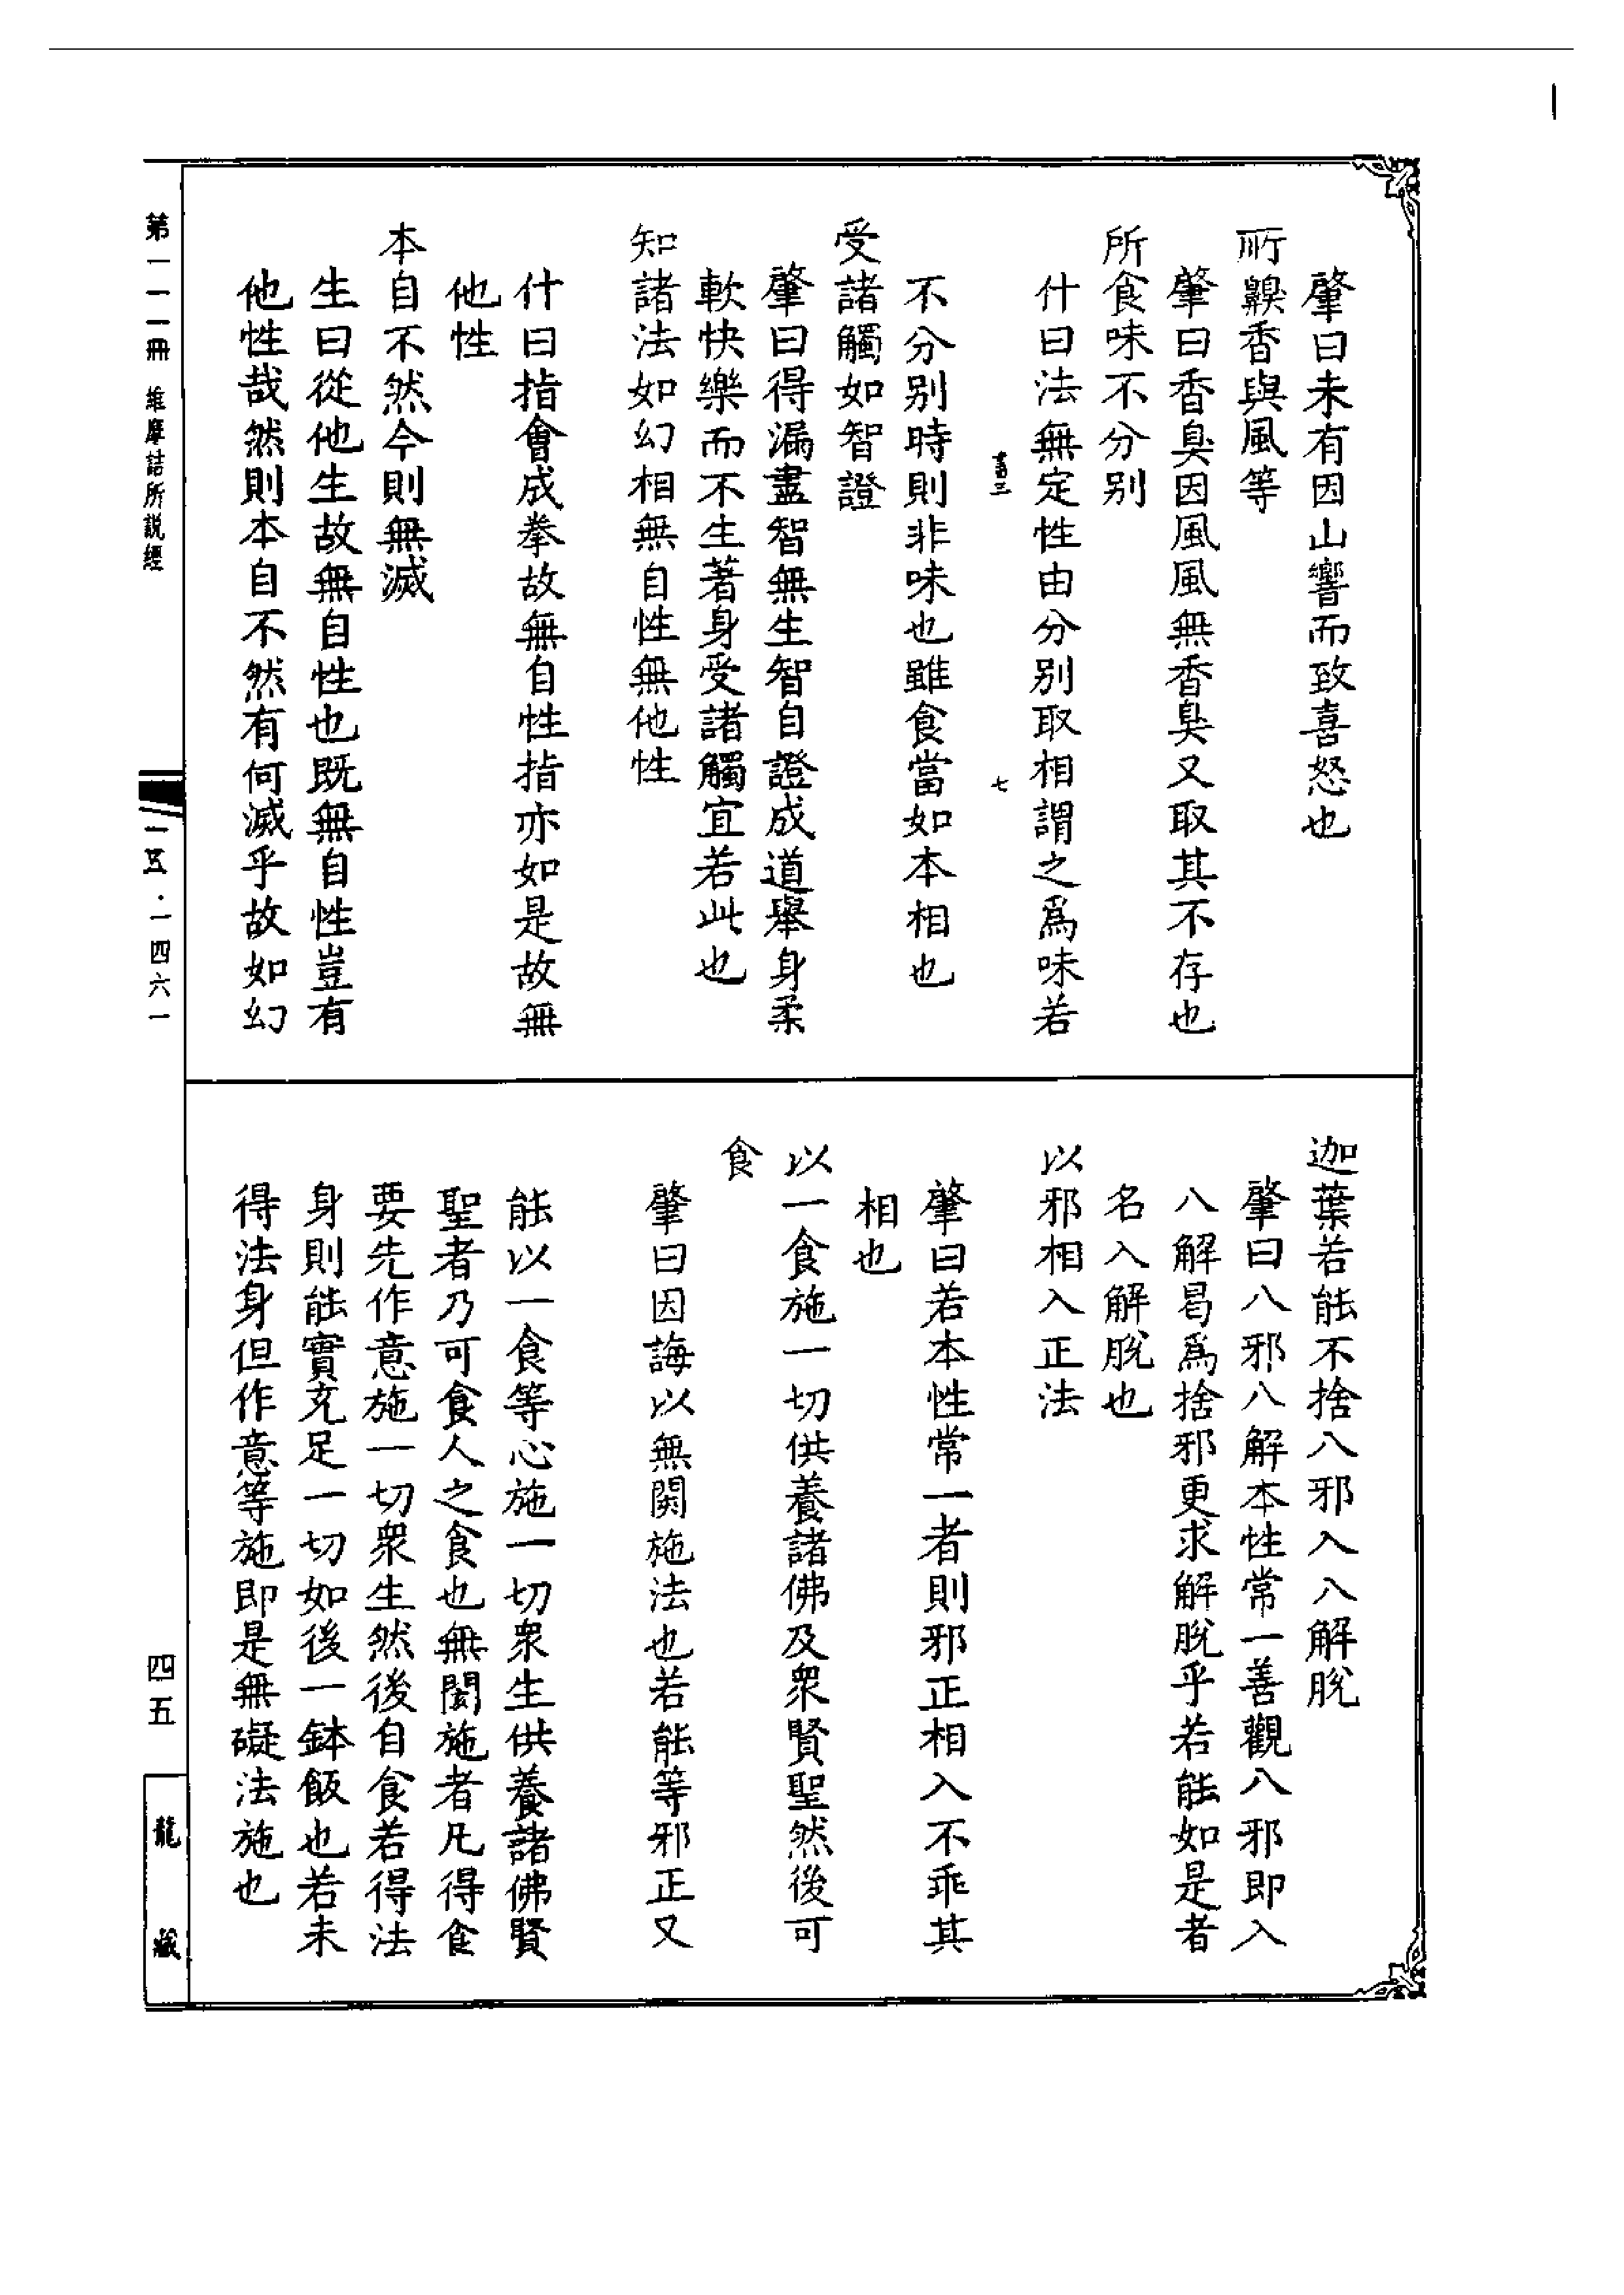 肇曰未有因山響而致喜怒也
所齅香與風等
肇曰香臭因風風無香臭又取其不存也
所食味不分别
什曰法無定性由分别取相謂之爲味若
七
不分别時則非味也雖食當如本相也
受諸觸如智證
肇曰得漏盡智無生智自證成道舉身柔
軟快樂而不生著身受諸觸宜若此也
知諸法如幻相無自性無他性
什曰指會成拳故無自性指亦如是故無
他性
本自不然今則無滅
生曰從他生故無自性也既無自性豈有
他性哉然則本自不然有何滅乎故如幻
迦葉若能不捨八邪入八解脫
肇曰八邪八解本性常一善觀八邪即入
八解曷爲捨邪更求解脫乎若能如是者
名入解脫也
以邪相入正法
肇曰若本性常一者則邪正相入不乖其
相也
以一食施一切供養諸佛及衆賢聖然後可
食
肇曰因誨以無閡施法也若能等邪正又
能以一食等心施一切衆生供養諸佛賢
聖者乃可食人之食也無閡施者凡得食
要先作意施一切衆生然後自食若得法
身則能實充足一切如後一鉢飯也若未
得法身但作意等施即是無礙法施也
第一一一冊 維摩詰所説經
一五·一四六一
四五
龍藏